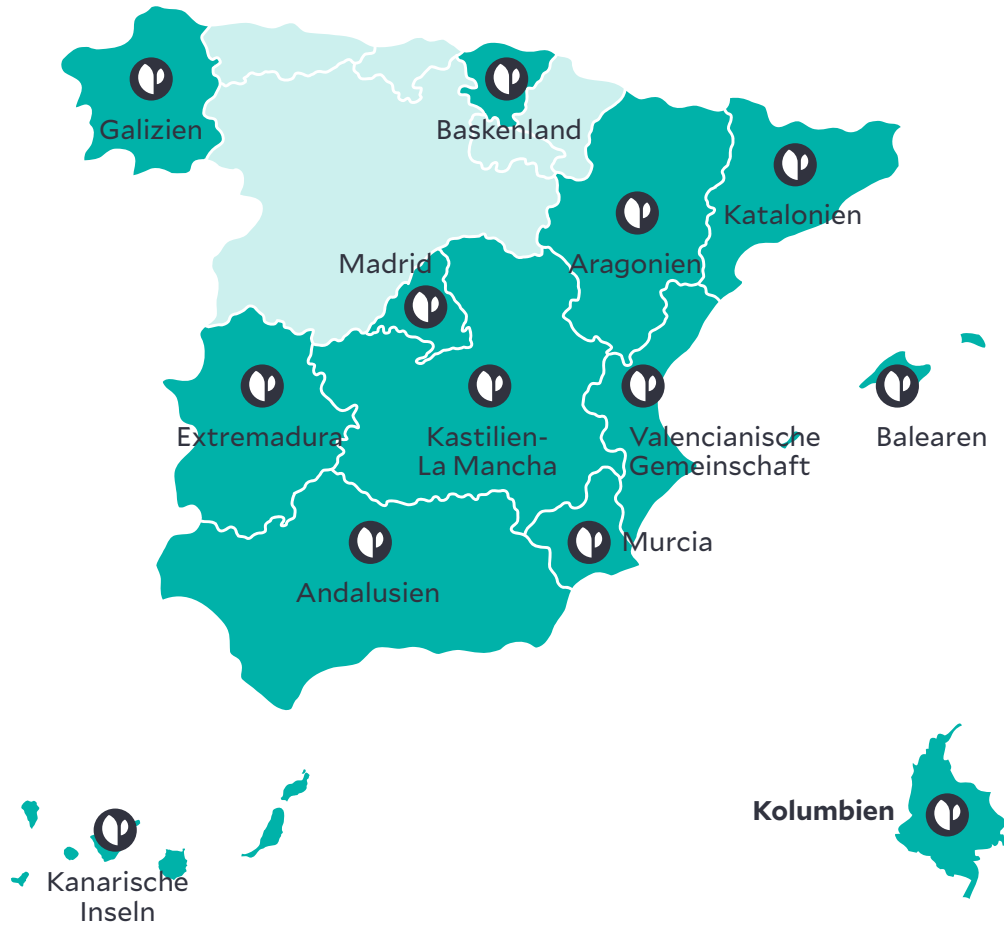 Galizien
Baskenland
Katalonien
Madrid
Aragonien
Extremadura
Kastilien-
La Mancha
Valencianische
Gemeinschaft
Balearen
Murcia
Andalusien
Kolumbien
Kanarische
Inseln